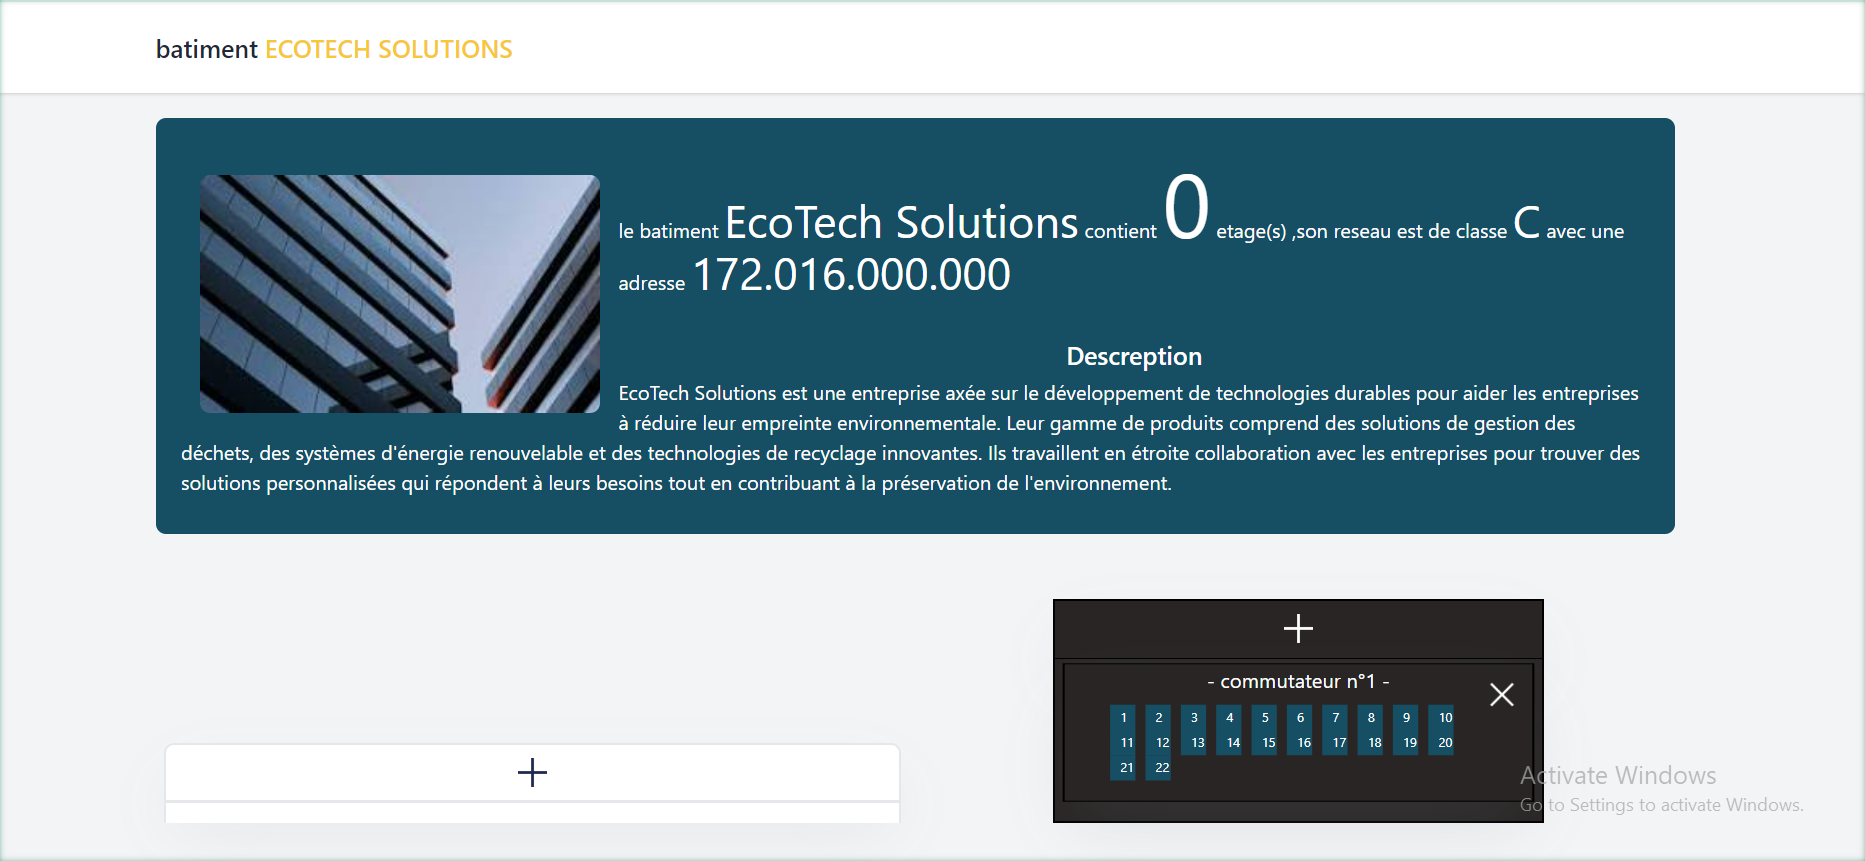 batiment ECOTECH SOLUTIONS
le batiment EcoTech Solutions contient 0 etage(s) ,son reseau est de classe C avec une
adresse 172.016.000.000
Descreption
EcoTech Solutions est une entreprise axée sur le développement de technologies durables pour aider les entreprises
à réduire leur empreinte environnementale. Leur gamme de produits comprend des solutions de gestion des
déchets, des systèmes d'énergie renouvelable et des technologies de recyclage innovantes. Ils travaillent en étroite collaboration avec les entreprises pour trouver des
solutions personnalisées qui répondent à leurs besoins tout en contribuant à la préservation de l'environnement.
- commutateur n°1 -
1 2 3 4 5 6 7 8 9 10
11 12 13 14 15 16 17 18 19 20
21 22
Activate Windows
Go to Settings to activate Windows.